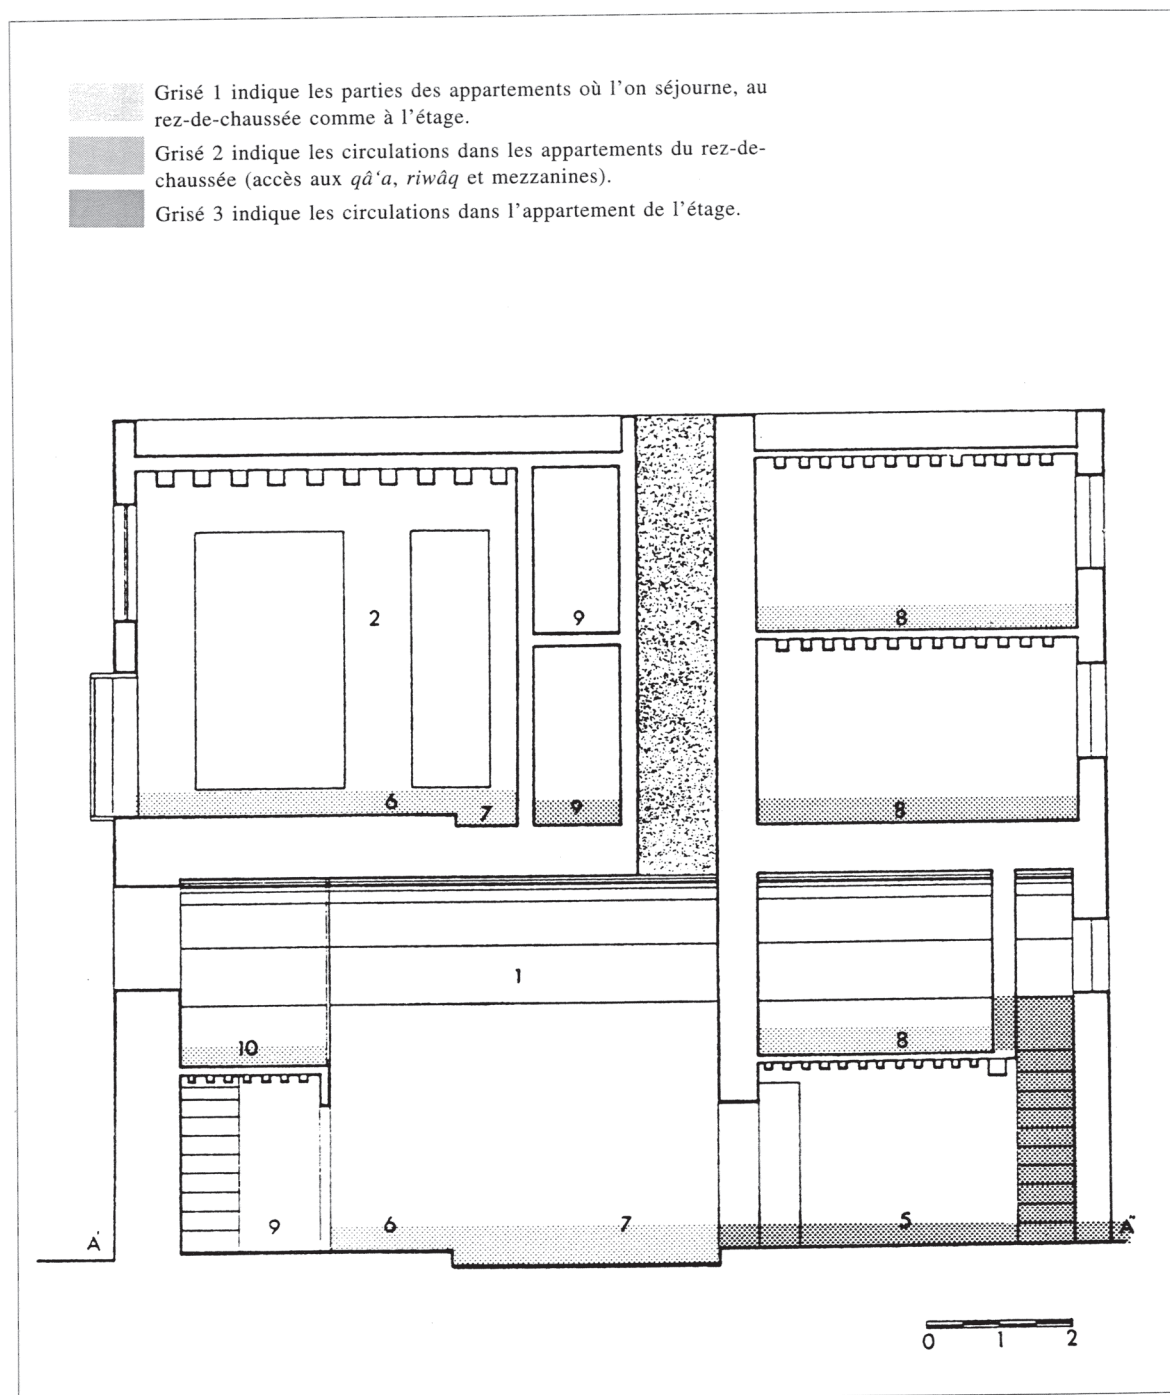 Grisé 1 indique les parties des appartements où l'on séjourne, au
rez-de-chaussée comme à l'étage.
Grisé 2 indique les circulations dans les appartements du rez-de-
chaussée (accès aux qâ‘a, riwâq et mezzanines).
Grisé 3 indique les circulations dans l'appartement de l'étage.
2
9
8
6
7
9
8
1
10
8
9
6
7
5
A'
A"
0 1 2